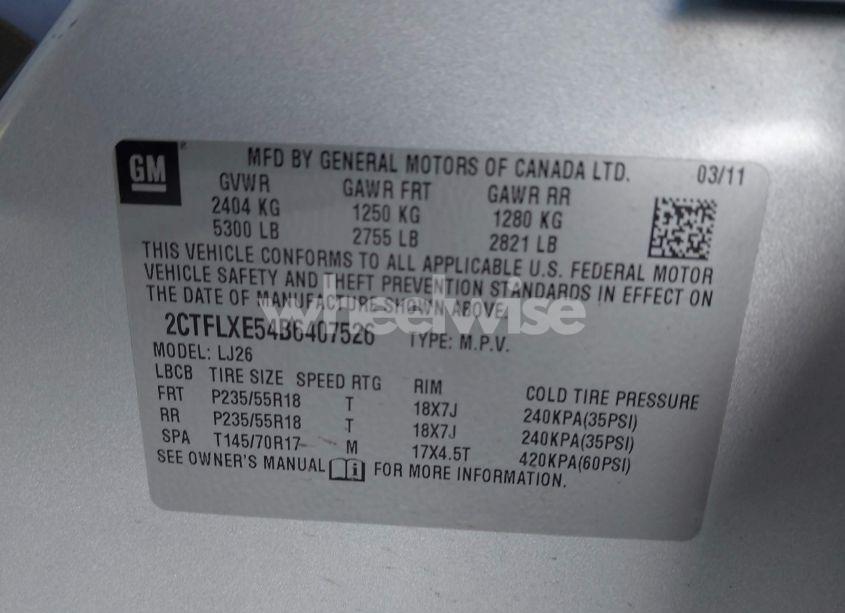 GM
MFD BY GENERAL MOTORS OF CANADA LTD. 03/11
GVWR GAWR FRT GAWR RR
2404 KG 1250 KG 1280 KG
5300 LB 2755 LB 2821 LB
THIS VEHICLE CONFORMS TO ALL APPLICABLE U.S. FEDERAL MOTOR
VEHICLE SAFETY AND THEFT PREVENTION STANDARDS IN EFFECT ON
THE DATE OF MANUFACTURE SHOWN ABOVE.
wheelwise
2CTFLXE54B6407526 TYPE: M.P.V.
MODEL: LJ26
LBCB TIRE SIZE SPEED RTG RIM COLD TIRE PRESSURE
FRT P235/55R18 T 18X7J 240KPA(35PSI)
RR P235/55R18 T 18X7J 240KPA(35PSI)
SPA T145/70R17 M 17X4.5T 420KPA(60PSI)
SEE OWNER'S MANUAL FOR MORE INFORMATION.